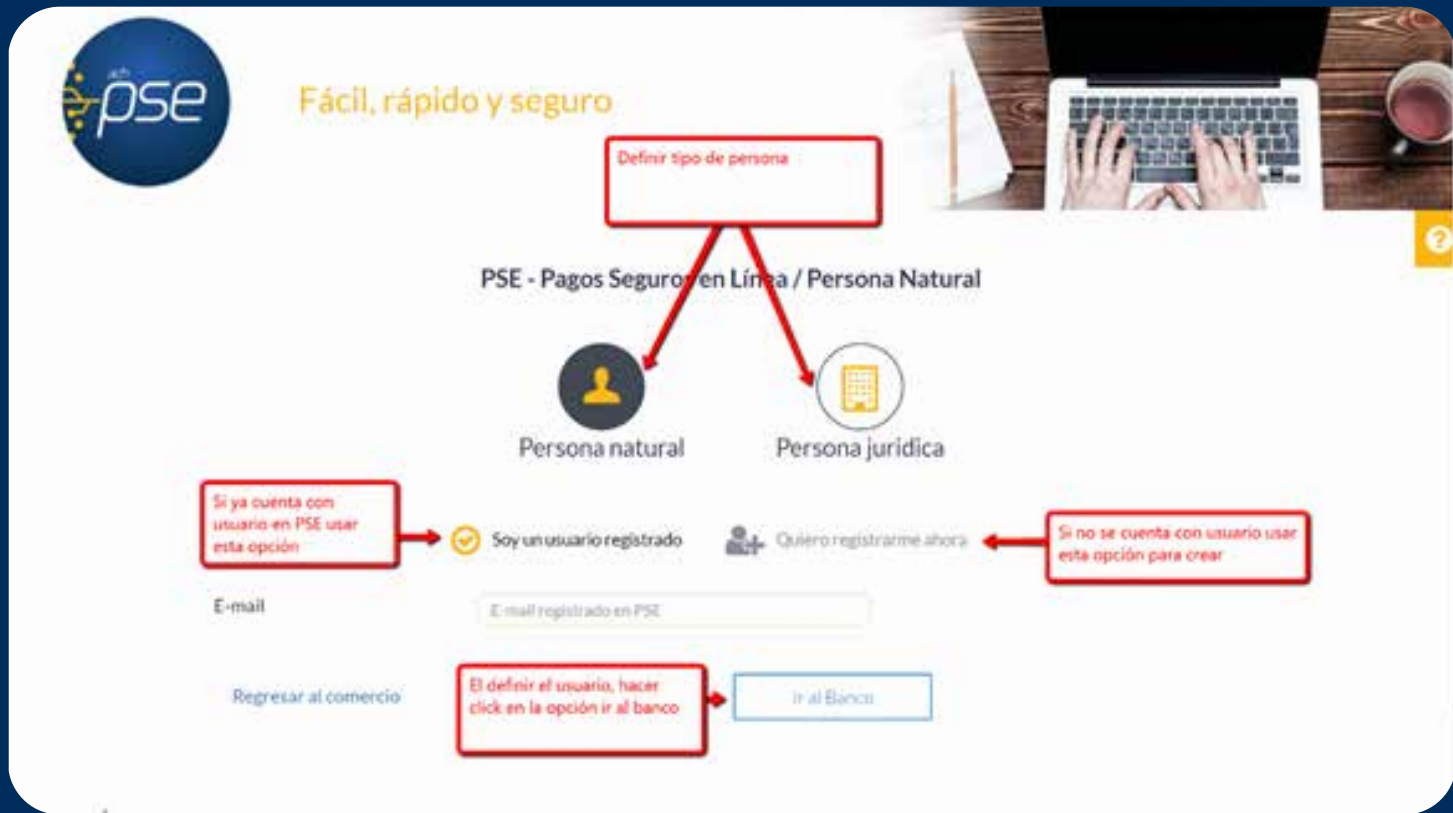 ach
pse
Fácil, rápido y seguro
Definir tipo de persona
PSE - Pagos Seguros en Línea / Persona Natural
Persona natural
Persona juridica
Si ya cuenta con
usuario en PSE usar
esta opción
Soy un usuario registrado
Quiero registrarme ahora
Si no se cuenta con usuario usar
esta opción para crear
E-mail
E-mail registrado en PSE
Regresar al comercio
El definir el usuario, hacer
click en la opción ir al banco
Ir al Banco
?